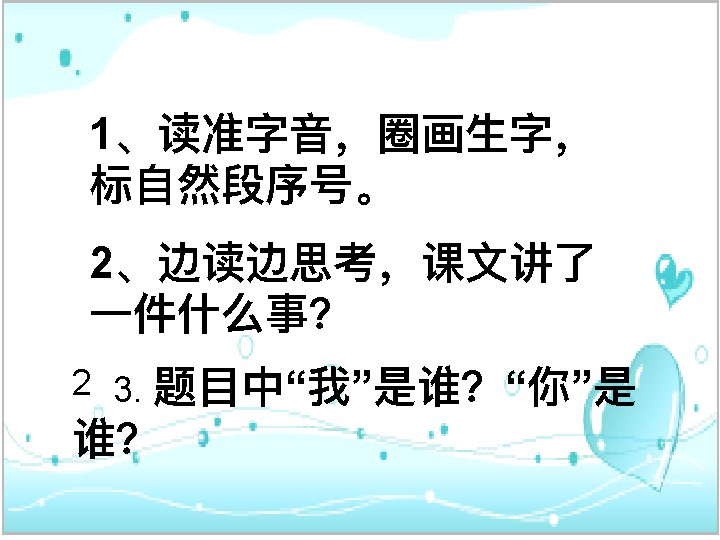 1、读准字音，圈画生字，
标自然段序号。
2、边读边思考，课文讲了
一件什么事？
2 3. 题目中“我”是谁？“你”是
谁？